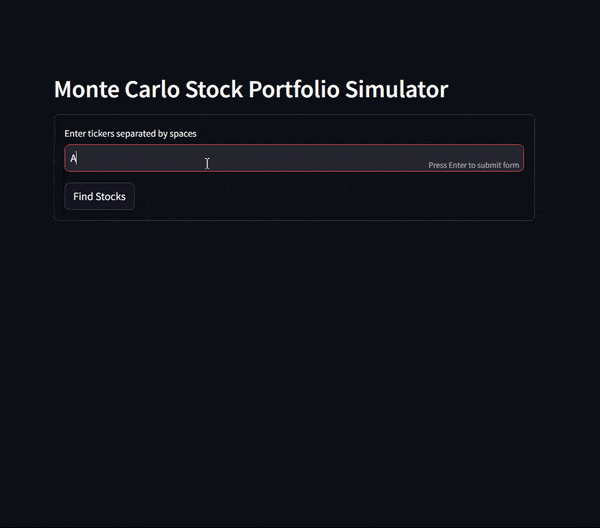 Monte Carlo Stock Portfolio Simulator
Enter tickers separated by spaces
A
Press Enter to submit form
Find Stocks